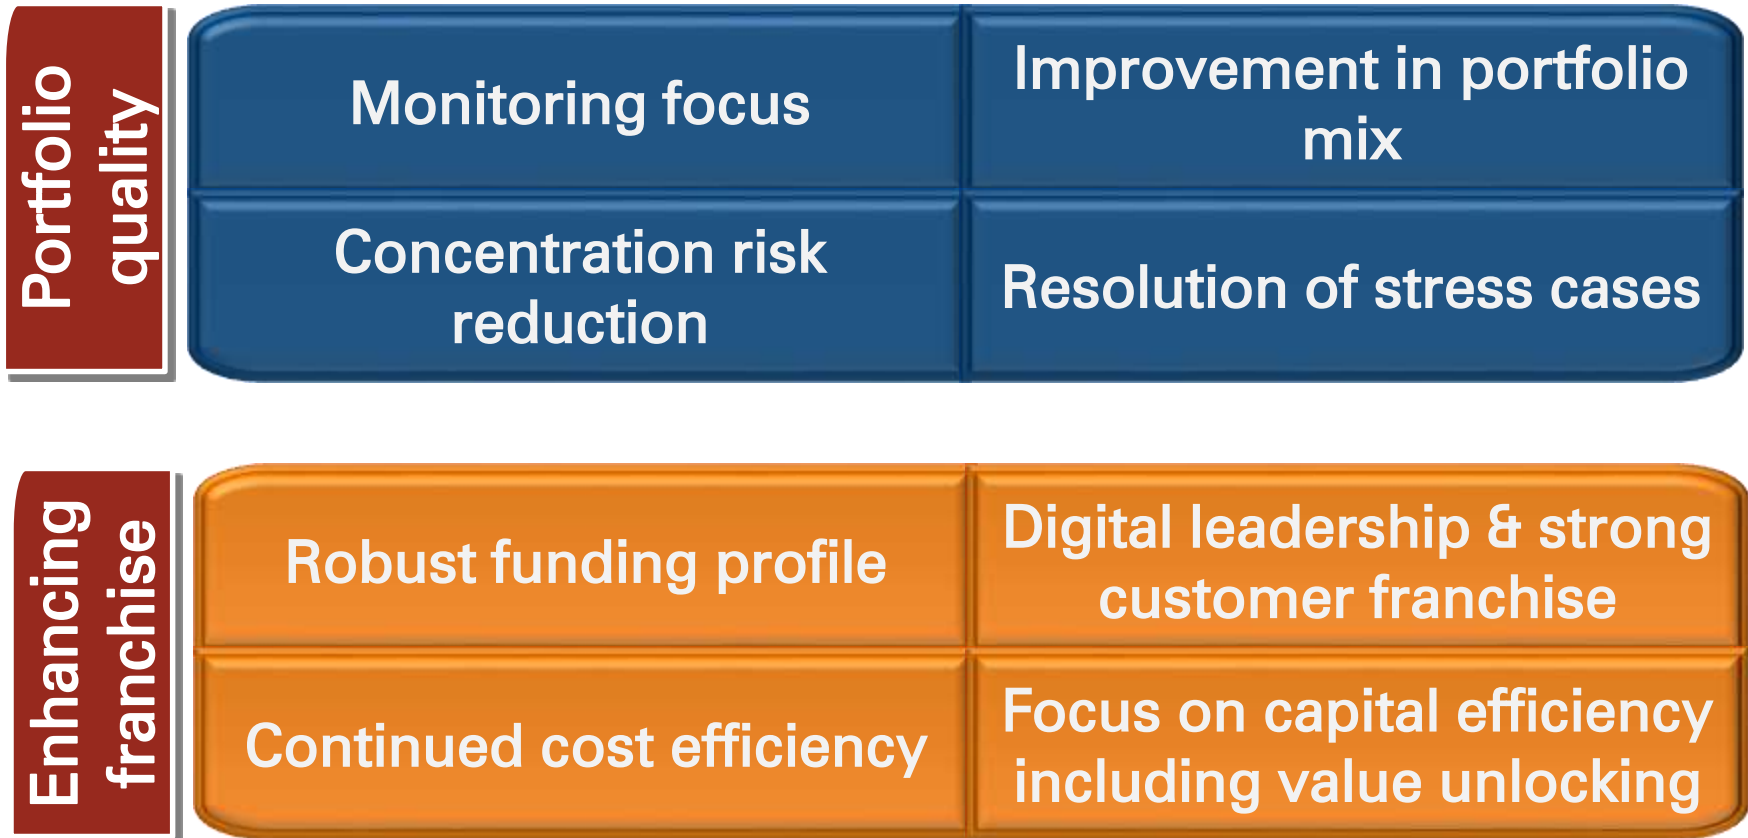 Portfolio
quality
Monitoring focus
Improvement in portfolio
mix
Concentration risk
reduction
Resolution of stress cases
Enhancing
franchise
Robust funding profile
Digital leadership & strong
customer franchise
Continued cost efficiency
Focus on capital efficiency
including value unlocking